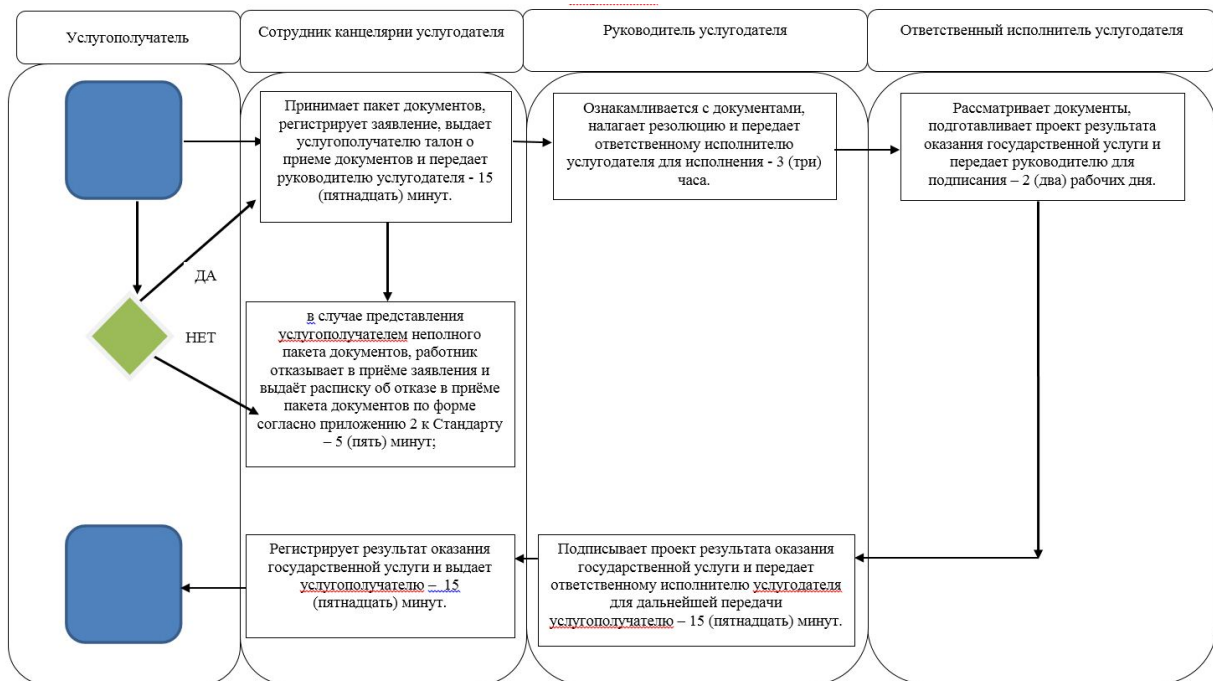 Услугополучатель
Сотрудник канцелярии услугодателя
Руководитель услугодателя
Ответственный исполнитель услугодателя
Принимает пакет документов,
регистрирует заявление, выдает
услугополучателю талон о
приеме документов и передает
руководителю услугодателя - 15
(пятнадцать) минут.
Ознакамливается с документами,
налагает резолюцию и передает
ответственному исполнителю
услугодателя для исполнения - 3 (три)
часа.
Рассматривает документы,
подготавливает проект результата
оказания государственной услуги и
передает руководителю для
подписания – 2 (два) рабочих дня.
ДА
НЕТ
в случае представления
услугополучателем неполного
пакета документов, работник
отказывает в приёме заявления и
выдаёт расписку об отказе в приёме
пакета документов по форме
согласно приложению 2 к Стандарту
– 5 (пять) минут;
Регистрирует результат оказания
государственной услуги и выдает
услугополучателю – 15
(пятнадцать) минут.
Подписывает проект результата оказания
государственной услуги и передает
ответственному исполнителю услугодателя
для дальнейшей передачи
услугополучателю – 15 (пятнадцать) минут.